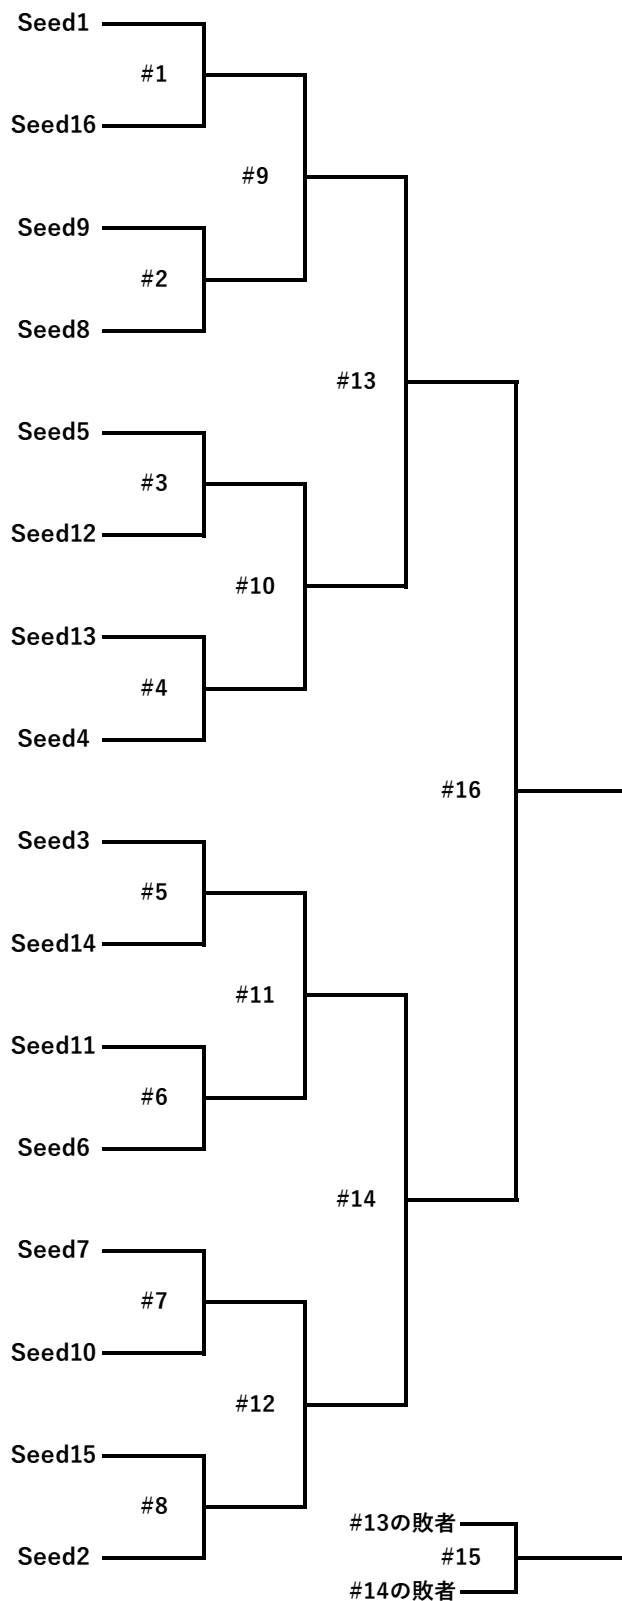 Seed1
#1
Seed16
#9
Seed9
#2
Seed8
#13
Seed5
#3
Seed12
#10
Seed13
#4
Seed4
#16
Seed3
#5
Seed14
#11
Seed11
#6
Seed6
#14
Seed7
#7
Seed10
#12
Seed15
#8
#13の敗者
Seed2
#15
#14の敗者